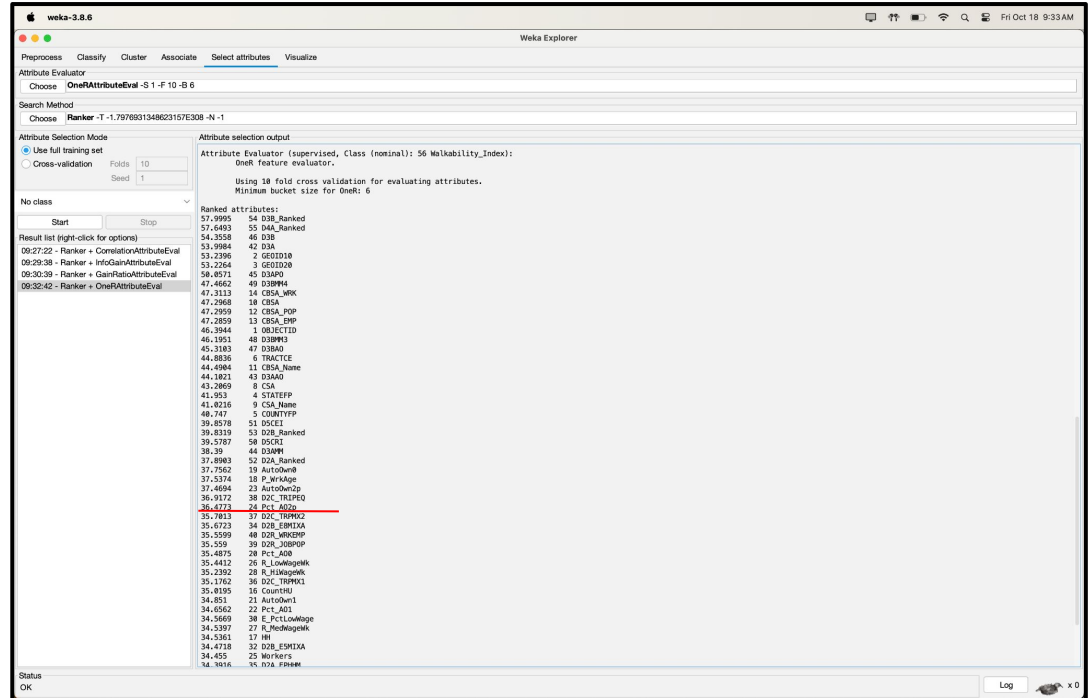 weka-3.8.6 Fri Oct 18 9:33 AM
Weka Explorer
Preprocess Classify Cluster Associate Select attributes Visualize
Attribute Evaluator
Choose OneRAttributeEval -S 1 -F 10 -B 6
Search Method
Choose Ranker -T -1.7976931348623157E308 -N -1
Attribute Selection Mode
Use full training set
Cross-validation Folds 10
Seed 1
No class
Start Stop
Result list (right-click for options)
09:27:22 - Ranker + CorrelationAttributeEval
09:29:38 - Ranker + InfoGainAttributeEval
09:30:39 - Ranker + GainRatioAttributeEval
09:32:42 - Ranker + OneRAttributeEval
Attribute selection output
Attribute Evaluator (supervised, Class (nominal): 56 Walkability_Index):
OneR feature evaluator.
Using 10 fold cross validation for evaluating attributes.
Minimum bucket size for OneR: 6
Ranked attributes:
57.9995 54 D3B_Ranked
57.6493 55 D4A_Ranked
54.3558 46 D3B
53.9984 42 D3A
53.2396 2 GEOID10
53.2264 3 GEOID20
50.0571 45 D3APO
47.4662 49 D3BMM4
47.3113 14 CBSA_WRK
47.2968 10 CBSA
47.2959 12 CBSA_POP
47.2859 13 CBSA_EMP
46.3944 1 OBJECTID
46.1951 48 D3BMM3
45.3103 47 D3BAO
44.8836 6 TRACTCE
44.4904 11 CBSA_Name
44.1021 43 D3AAO
43.2069 8 CSA
41.953 4 STATEFP
41.0216 9 CSA_Name
40.747 5 COUNTYFP
39.8578 51 D5CEI
39.8319 53 D2B_Ranked
39.5787 50 D5CRI
38.39 44 D3AMM
37.8903 52 D2A_Ranked
37.7562 19 AutoOwn0
37.5374 18 P_WrkAge
37.4694 23 AutoOwn2p
36.9172 38 D2C_TRIPEQ
36.4773 24 Pct_AO2p
35.7013 37 D2C_TRPMX2
35.6723 34 D2B_E8MIXA
35.5599 40 D2R_WRKEMP
35.559 39 D2R_JOBPOP
35.4875 20 Pct_AO0
35.4412 26 R_LowWageWk
35.2392 28 R_HiWageWk
35.1762 36 D2C_TRPMX1
35.0195 16 CountHU
34.851 21 AutoOwn1
34.6562 22 Pct_AO1
34.5669 30 E_PctLowWage
34.5397 27 R_MedWageWk
34.5361 17 HH
34.4718 32 D2B_E5MIXA
34.455 25 Workers
34.3916 35 D2A_EPHHM
Status
OK
Log x 0